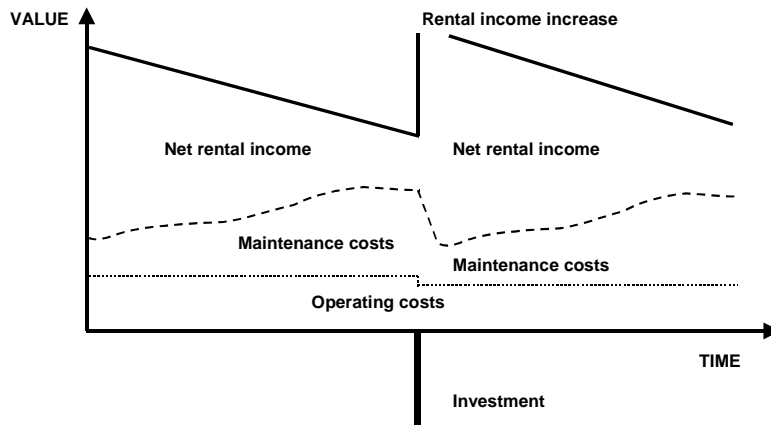 VALUE
Rental income increase
Net rental income
Net rental income
Maintenance costs
Maintenance costs
Operating costs
TIME
Investment